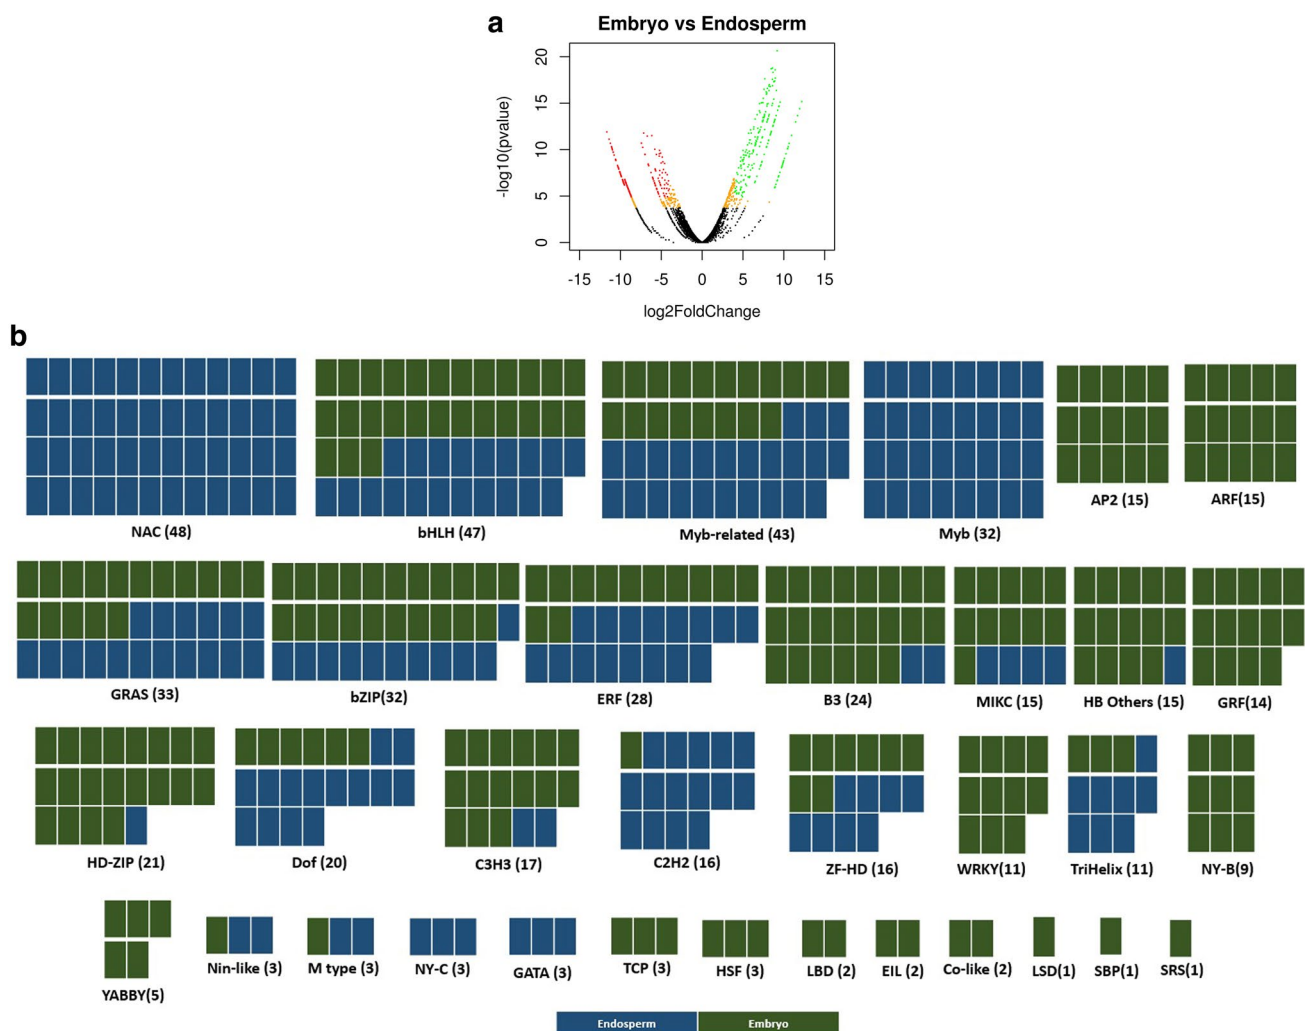 a
Embryo vs Endosperm
-log10(pvalue)
20
15
10
5
0
-15 -10 -5 0 5 10 15
log2FoldChange
b
NAC (48) bHLH (47) Myb-related (43) Myb (32) AP2 (15) ARF(15)
GRAS (33) bZIP(32) ERF (28) B3 (24) MIKC (15) HB Others (15) GRF(14)
HD-ZIP (21) Dof (20) C3H3 (17) C2H2 (16) ZF-HD (16) WRKY(11) TriHelix (11) NY-B(9)
YABBY(5) Nin-like (3) M type (3) NY-C (3) GATA (3) TCP (3) HSF (3) LBD (2) EIL (2) Co-like (2) LSD(1) SBP(1) SRS(1)
Endosperm Embryo